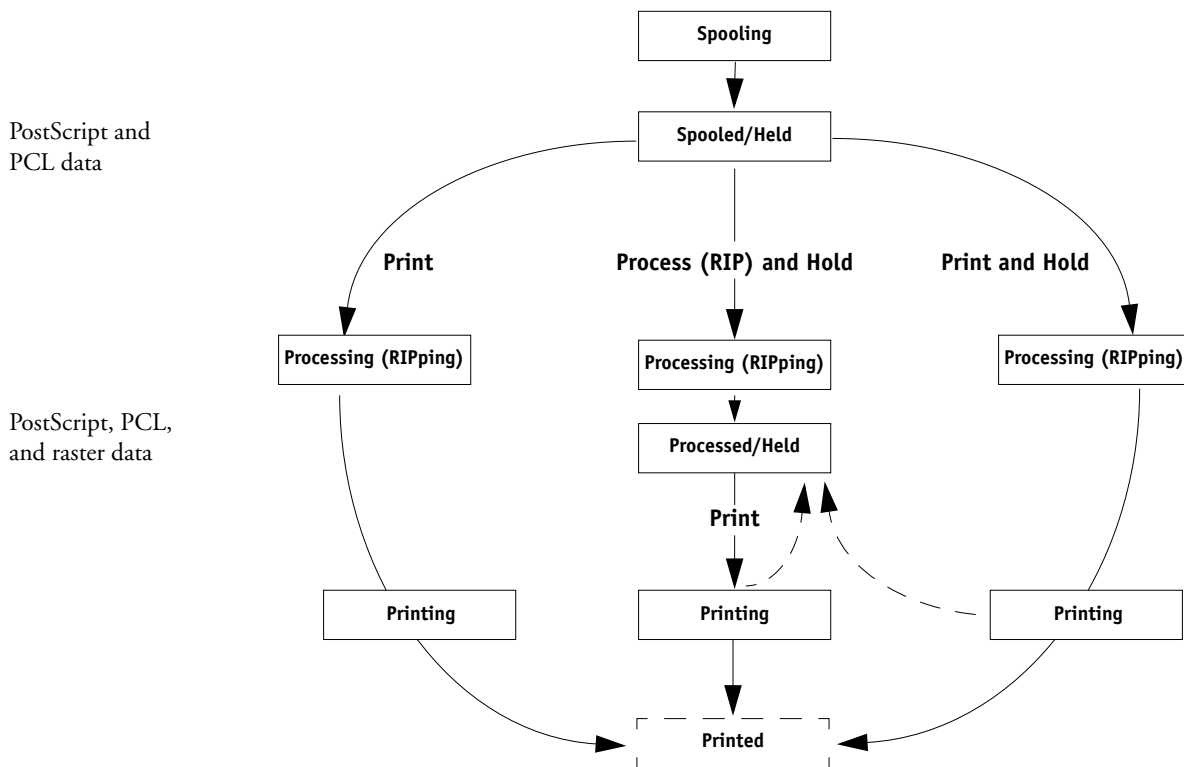 Spooling
PostScript and
PCL data
Spooled/Held
Print
Process (RIP) and Hold
Print and Hold
Processing (RIPping)
Processing (RIPping)
Processing (RIPping)
PostScript, PCL,
and raster data
Processed/Held
Print
Printing
Printing
Printing
Printed